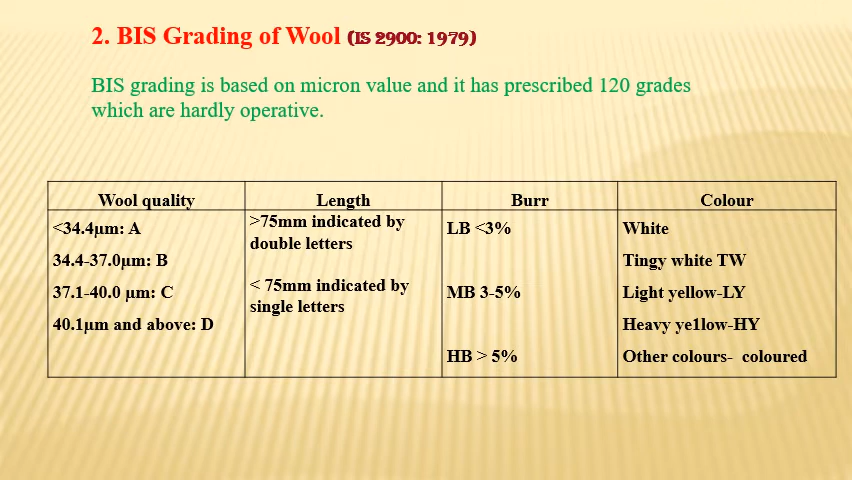 2. BIS Grading of Wool (IS 2900: 1979)
BIS grading is based on micron value and it has prescribed 120 grades
which are hardly operative.
Wool quality Length Burr Colour
<34.4μm: A
34.4-37.0μm: B
37.1-40.0 μm: C
40.1μm and above: D
>75mm indicated by
double letters
< 75mm indicated by
single letters
LB <3%
MB 3-5%
HB > 5%
White
Tingy white TW
Light yellow-LY
Heavy ye1low-HY
Other colours- coloured